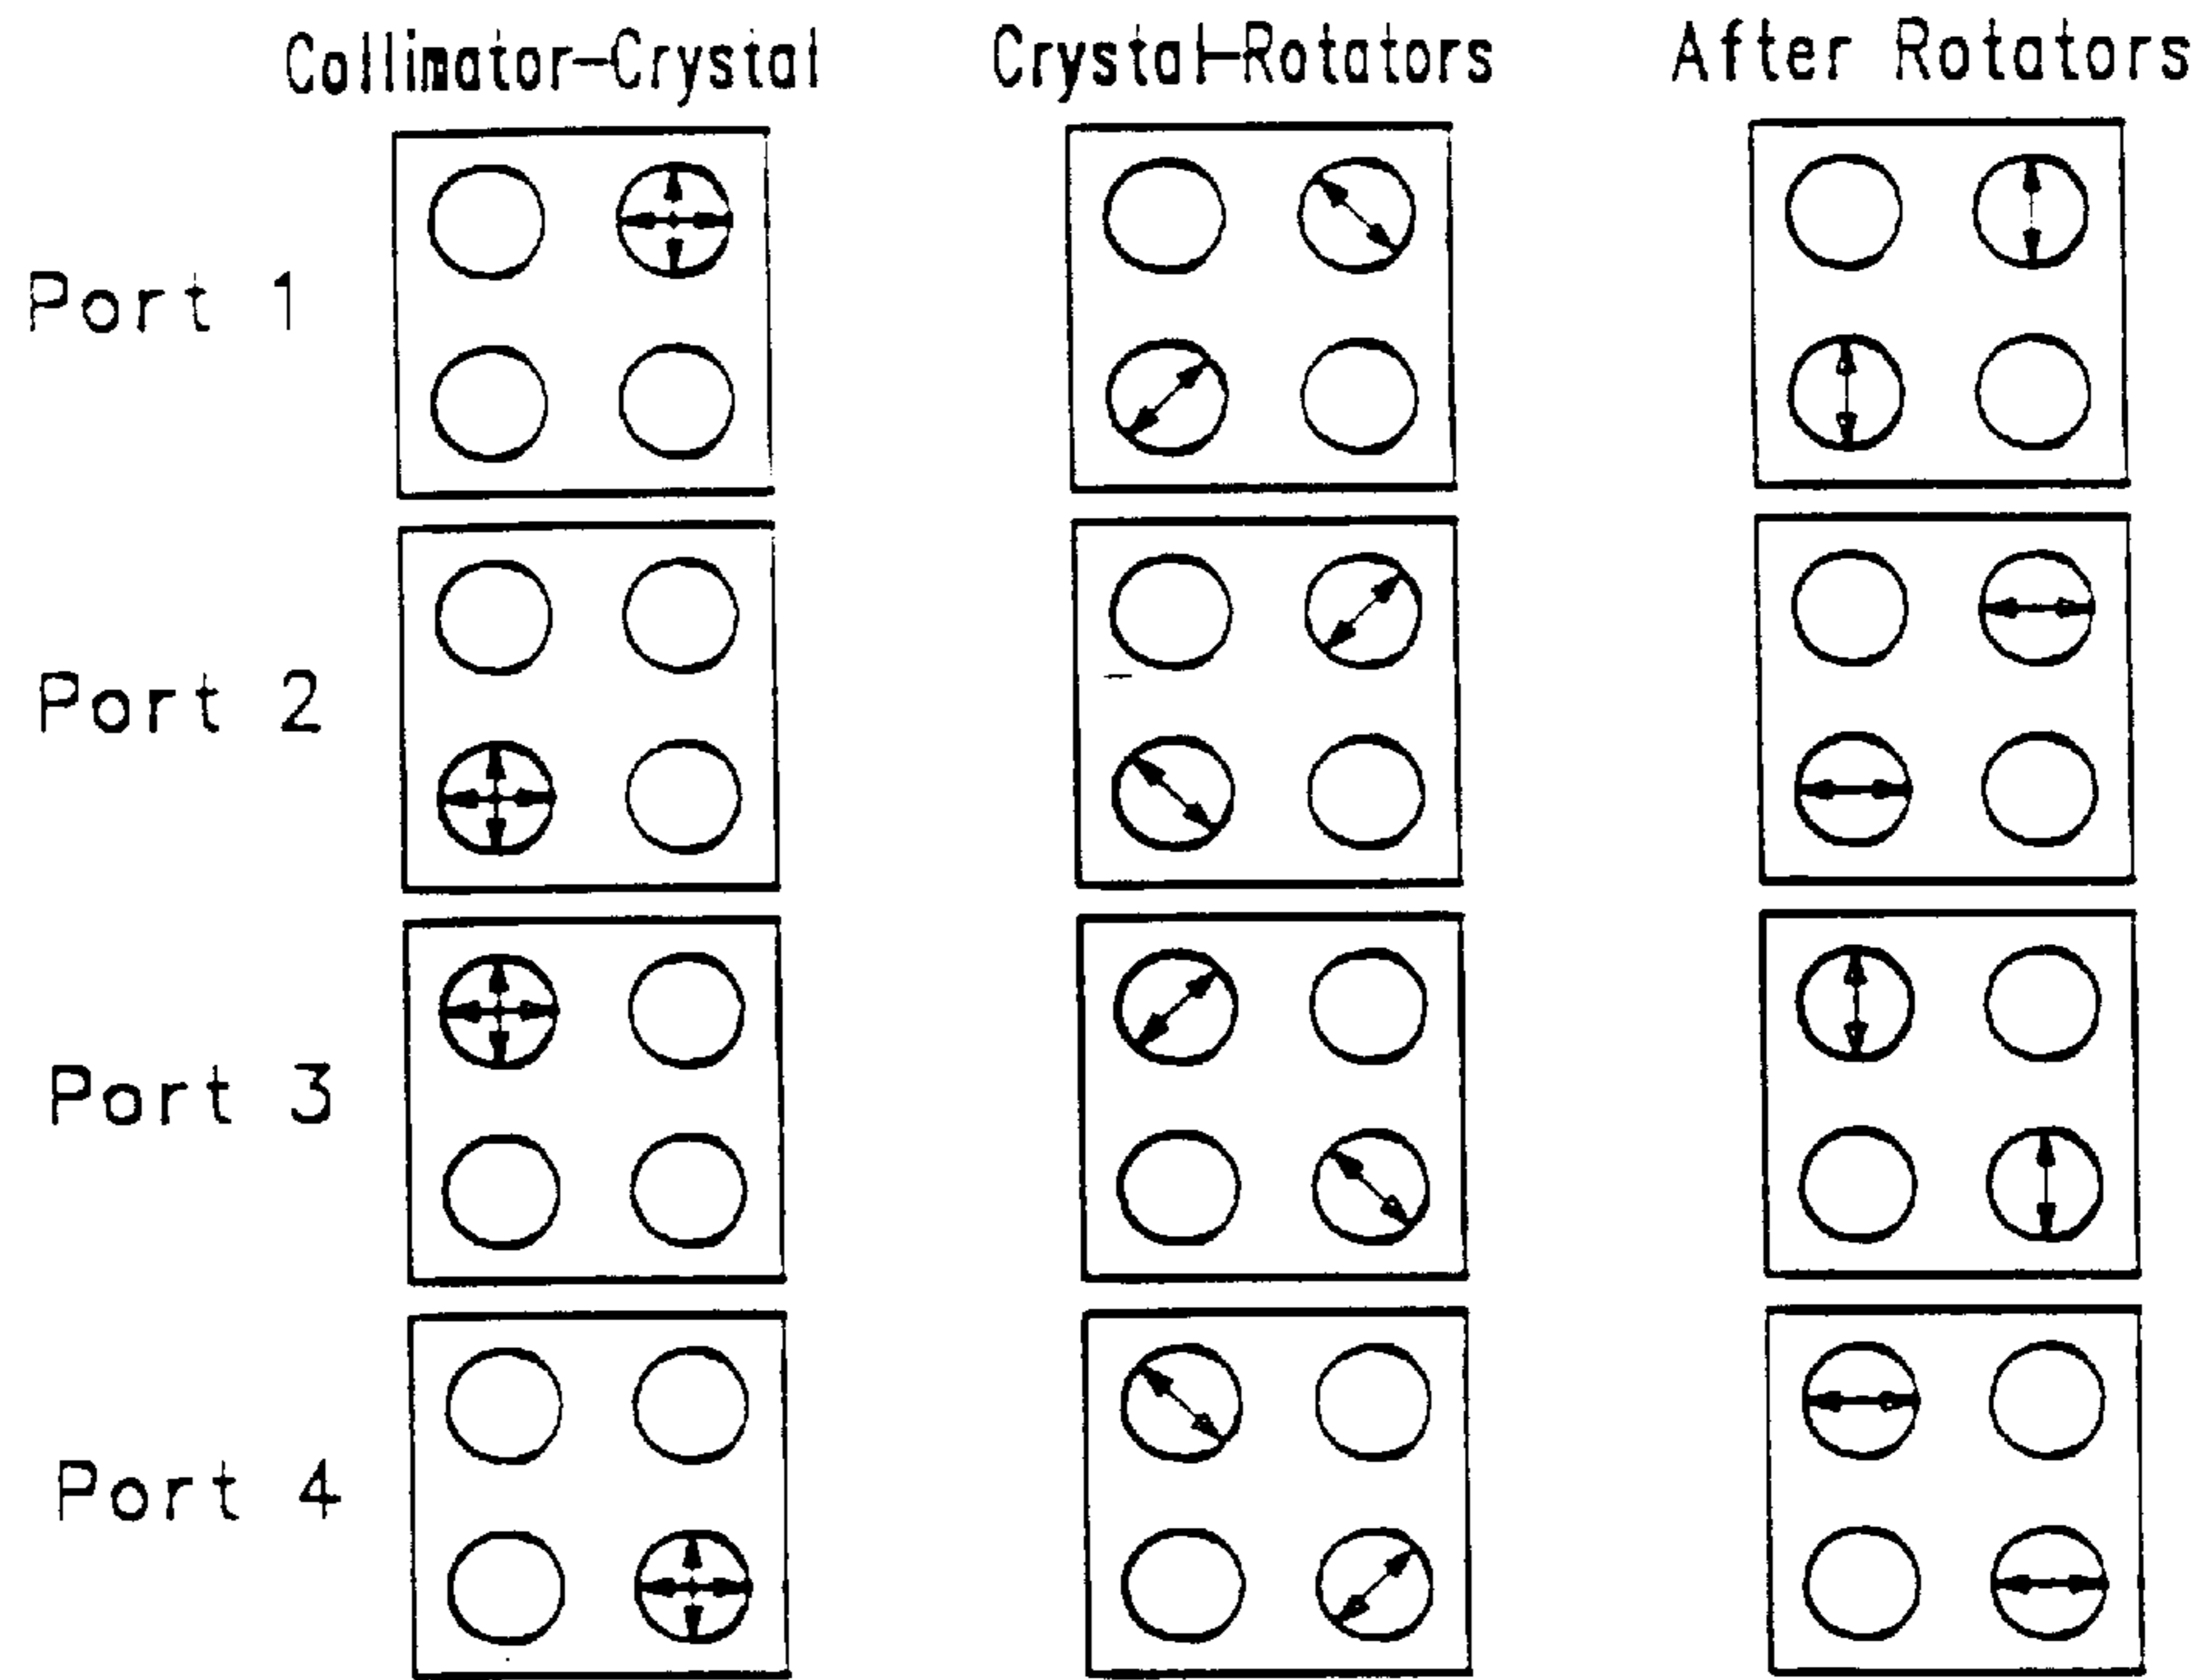 Collimator-Crystal Crystal-Rotators After Rotators
Port 1
Port 2
Port 3
Port 4